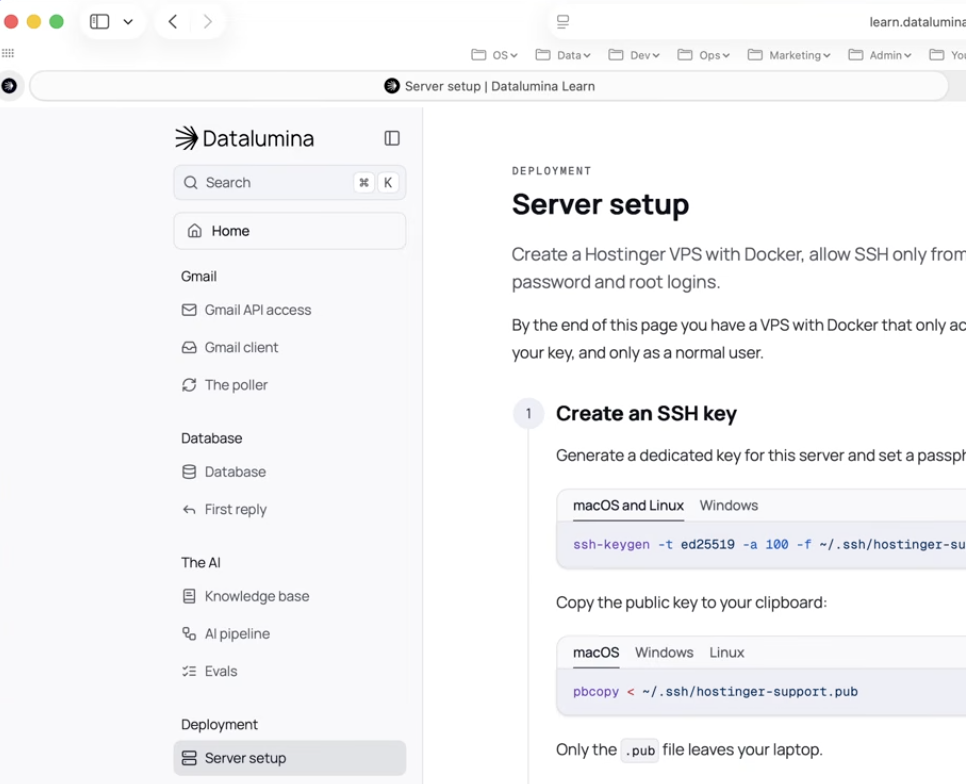 learn.datalumina
OS
Data
Dev
Ops
Marketing
Admin
You
Server setup | Datalumina Learn
Datalumina
Search ⌘ K
Home
Gmail
Gmail API access
Gmail client
The poller
Database
Database
First reply
The AI
Knowledge base
AI pipeline
Evals
Deployment
Server setup
DEPLOYMENT
Server setup
Create a Hostinger VPS with Docker, allow SSH only from
password and root logins.
By the end of this page you have a VPS with Docker that only ac
your key, and only as a normal user.
1 Create an SSH key
Generate a dedicated key for this server and set a passph
macOS and Linux Windows
ssh-keygen -t ed25519 -a 100 -f ~/.ssh/hostinger-su
Copy the public key to your clipboard:
macOS Windows Linux
pbcopy < ~/.ssh/hostinger-support.pub
Only the .pub file leaves your laptop.